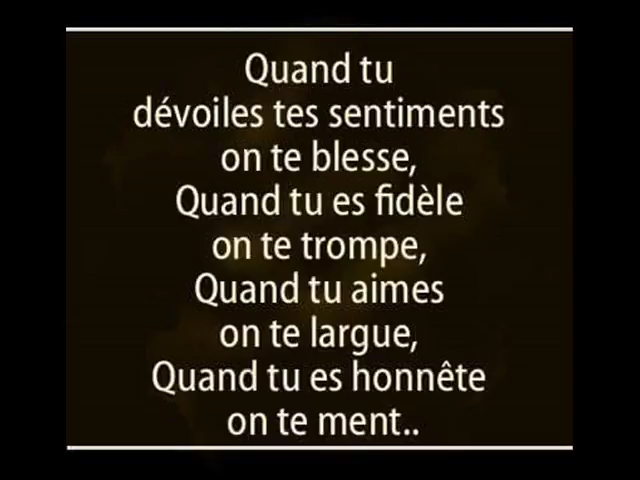 Quand tu
dévoiles tes sentiments
on te blesse,
Quand tu es fidèle
on te trompe,
Quand tu aimes
on te largue,
Quand tu es honnête
on te ment..